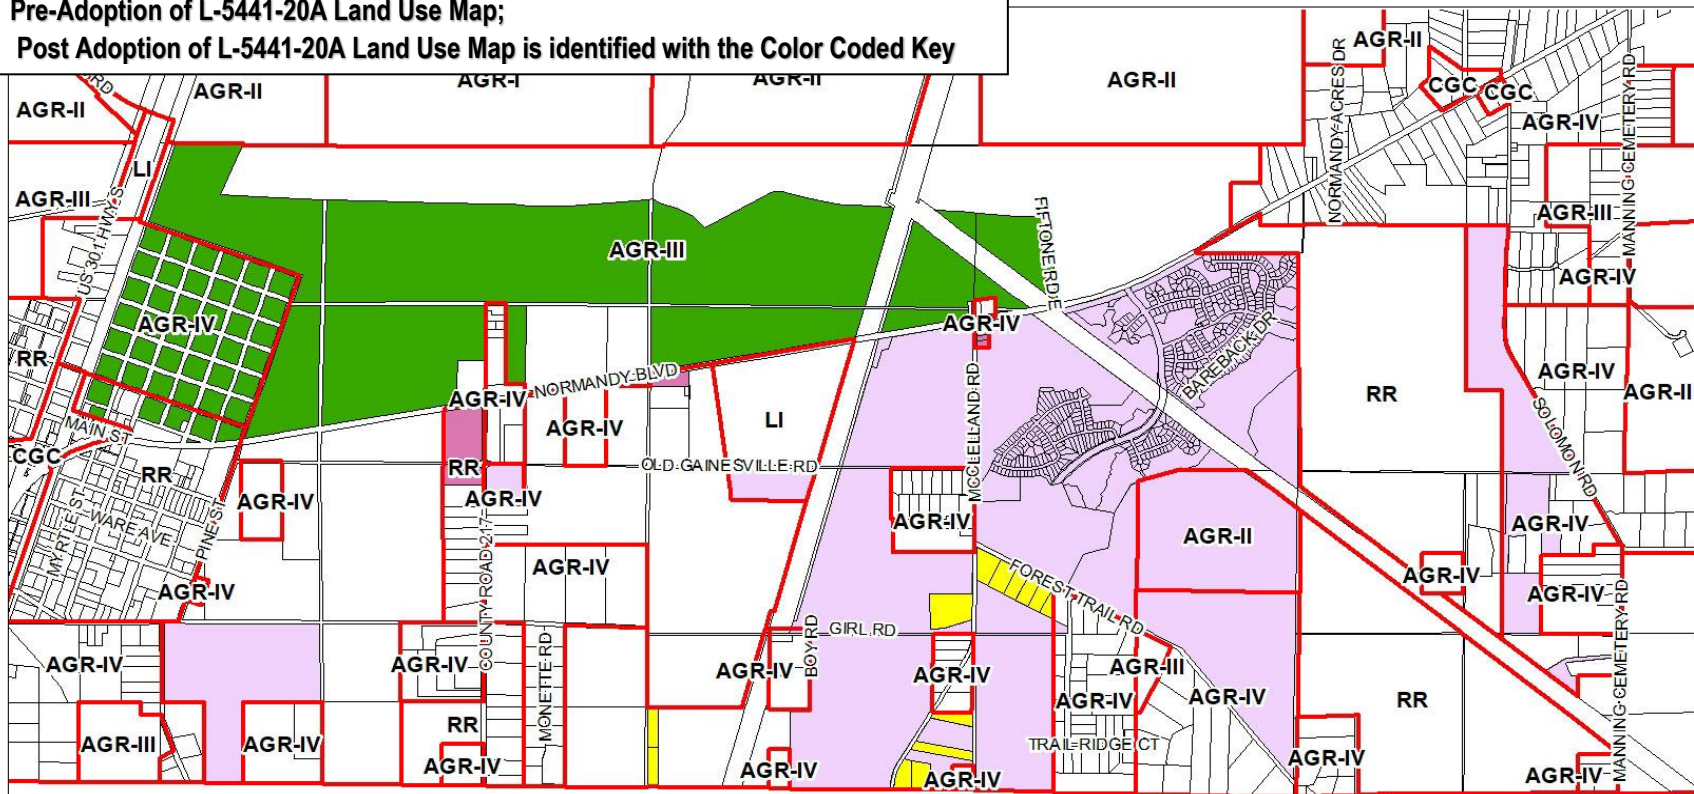 Pre-Adoption of L-5441-20A Land Use Map;
Post Adoption of L-5441-20A Land Use Map is identified with the Color Coded Key
AGR-II
AGR-I
AGR-II
AGR-II
AGR-II
AGR-II
RD
LI
AGR-III
US 301 HWY S
AGR-III
AGR-IV
RR
FIFTONE RD E
NORMANDY ACRES DR
CGC
CGC
AGR-IV
MANNING CEMETERY RD
AGR-III
AGR-IV
AGR-IV
BAREBACK DR
RR
AGR-IV
AGR-II
SOLOMON RD
NORMANDY BLVD
AGR-IV
AGR-IV
LI
MCCLELLAND RD
MAIN ST
CGC
RR
RR
OLD GAINESVILLE RD
AGR-IV
AGR-IV
AGR-IV
AGR-II
AGR-IV
MYRTLE ST
WARE AVE
PINE ST
COUNTY ROAD 217
AGR-IV
AGR-IV
FOREST TRAIL RD
AGR-IV
AGR-IV
GIRL RD
BOY RD
MONETTE RD
AGR-IV
AGR-IV
AGR-IV
AGR-IV
AGR-III
AGR-IV
AGR-IV
RR
MANNING CEMETERY RD
AGR-III
AGR-IV
RR
AGR-IV
AGR-IV
AGR-IV
TRAIL RIDGE CT
AGR-IV
AGR-IV